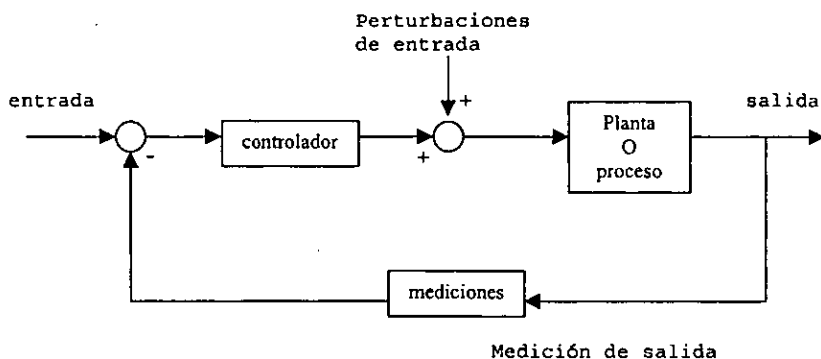 Perturbaciones
de entrada
entrada
+
salida
-
controlador
+
Planta
O
proceso
mediciones
Medición de salida